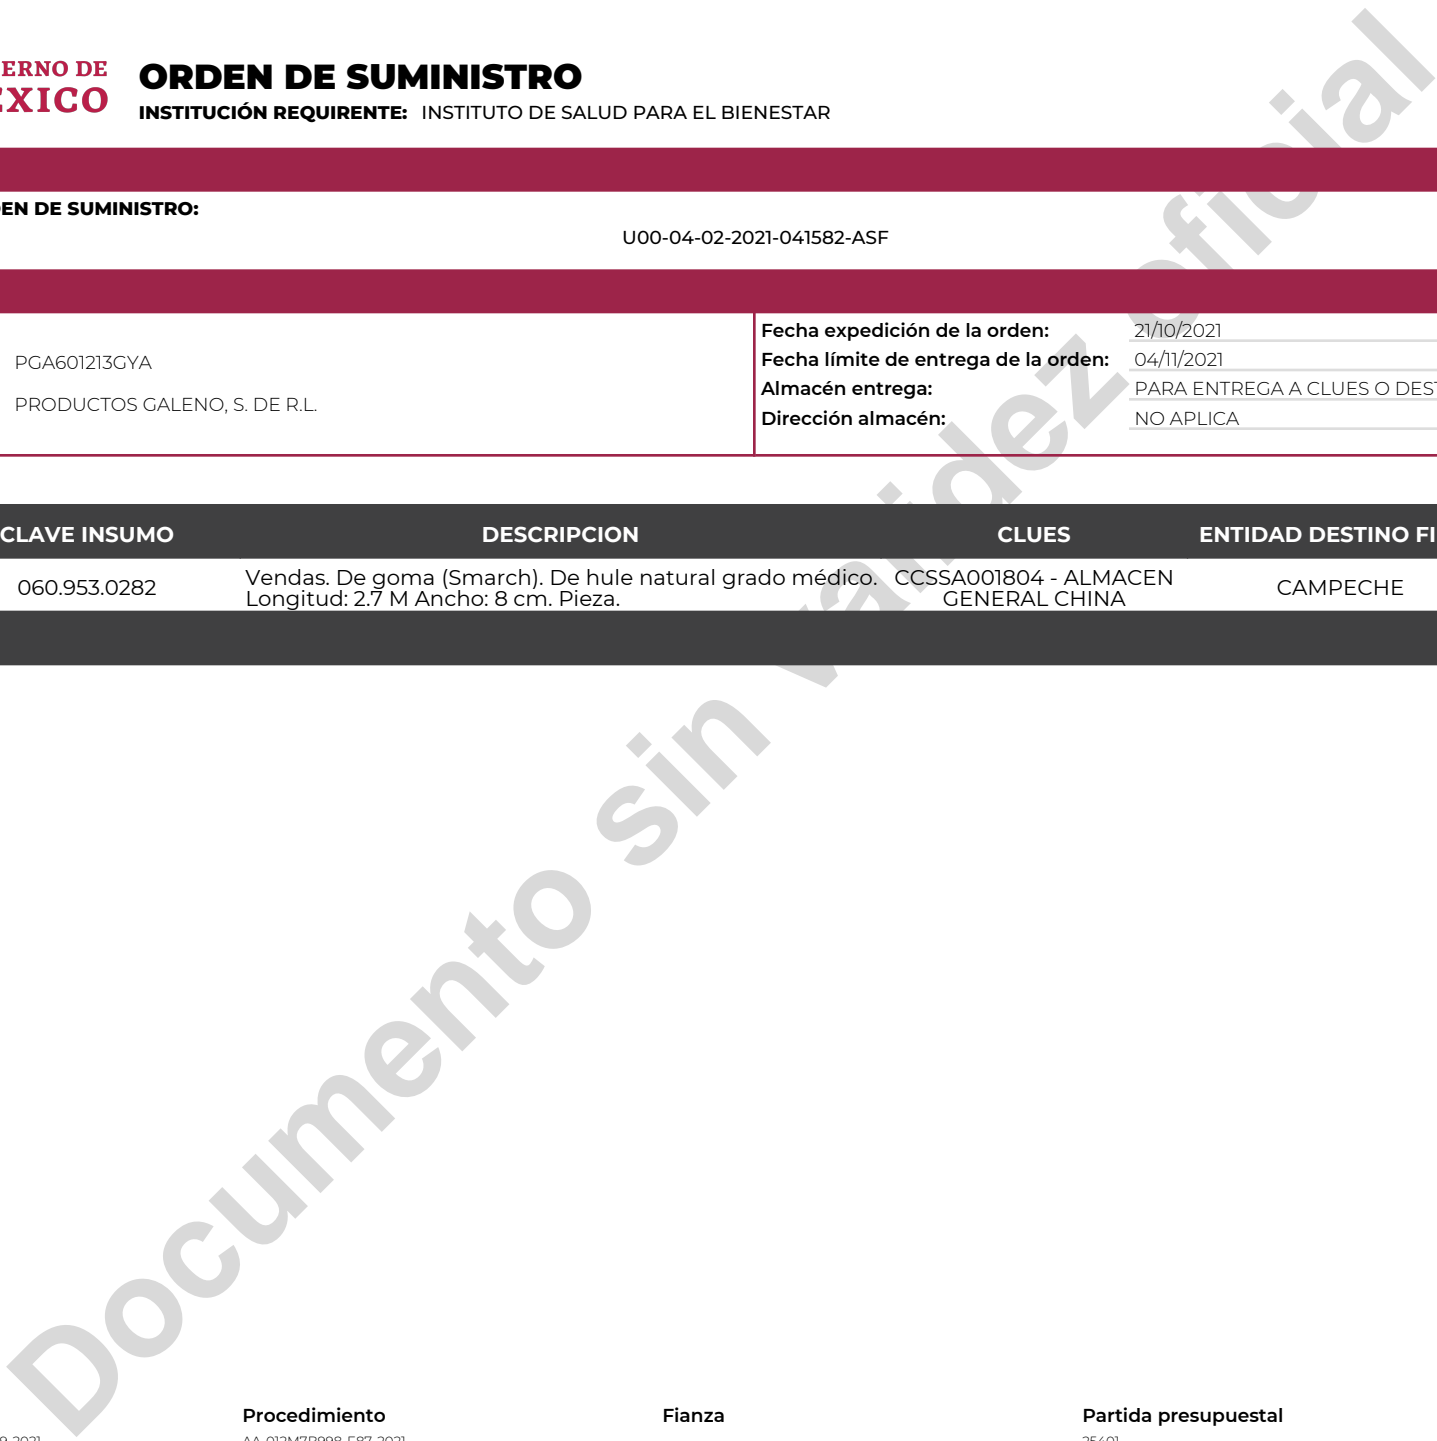 ERNO DE
EXICO
ORDEN DE SUMINISTRO
INSTITUCIÓN REQUIRENTE: INSTITUTO DE SALUD PARA EL BIENESTAR
EN DE SUMINISTRO:
U00-04-02-2021-041582-ASF
PGA601213GYA
PRODUCTOS GALENO, S. DE R.L.
Fecha expedición de la orden: 21/10/2021
Fecha límite de entrega de la orden: 04/11/2021
Almacén entrega: PARA ENTREGA A CLUES O DEST
Dirección almacén: NO APLICA
CLAVE INSUMO DESCRIPCION CLUES ENTIDAD DESTINO FI
060.953.0282
Vendas. De goma (Smarch). De hule natural grado médico.
Longitud: 2.7 M Ancho: 8 cm. Pieza.
CCSSA001804 - ALMACEN
GENERAL CHINA
CAMPECHE
Documento sin validez oficial
Procedimiento Fianza Partida presupuestal